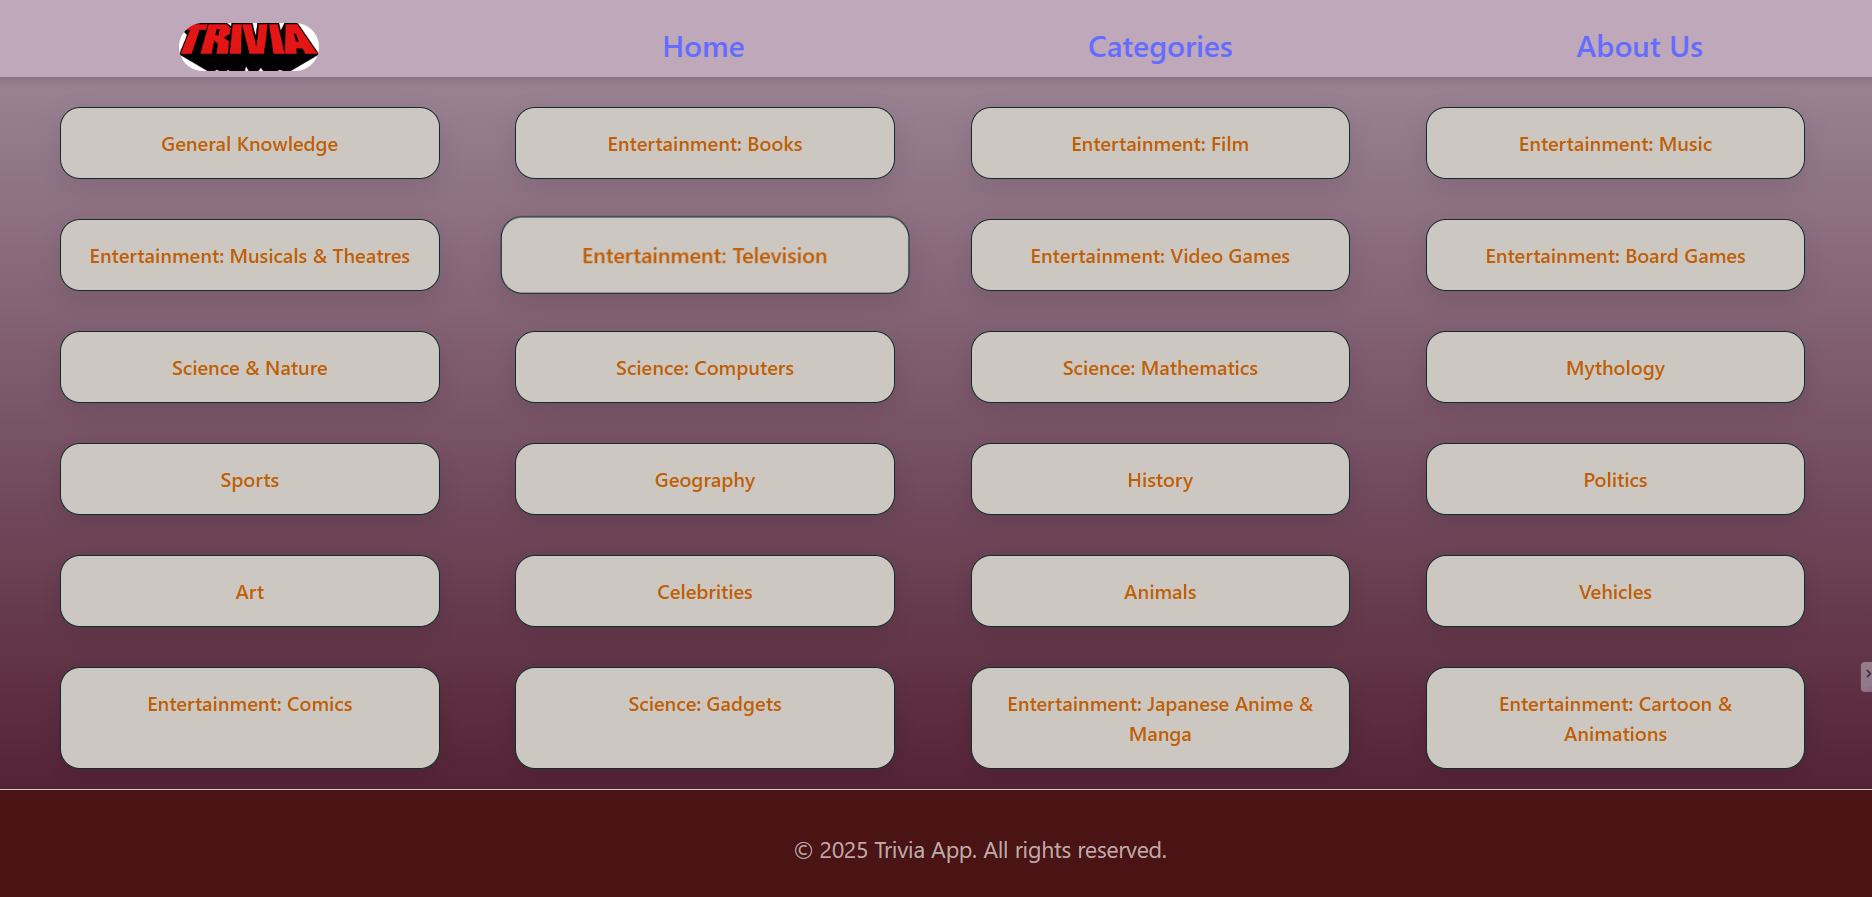 TRIVIA
Home
Categories
About Us
General Knowledge
Entertainment: Books
Entertainment: Film
Entertainment: Music
Entertainment: Musicals & Theatres
Entertainment: Television
Entertainment: Video Games
Entertainment: Board Games
Science & Nature
Science: Computers
Science: Mathematics
Mythology
Sports
Geography
History
Politics
Art
Celebrities
Animals
Vehicles
Entertainment: Comics
Science: Gadgets
Entertainment: Japanese Anime &
Manga
Entertainment: Cartoon &
Animations
© 2025 Trivia App. All rights reserved.